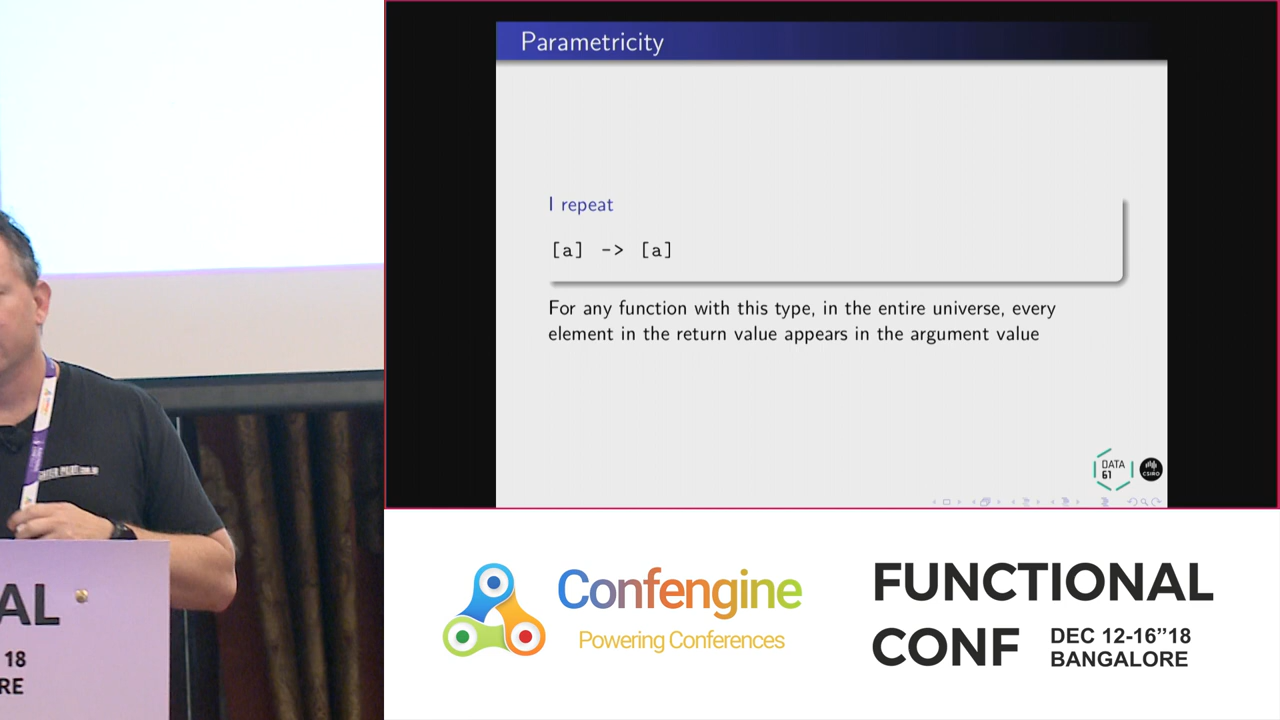 Parametricity
I repeat
[a] -> [a]
For any function with this type, in the entire universe, every
element in the return value appears in the argument value
DATA
61
CSIRO
AL
18
RE
Confengine
Powering Conferences
FUNCTIONAL
CONF
DEC 12-16”18
BANGALORE